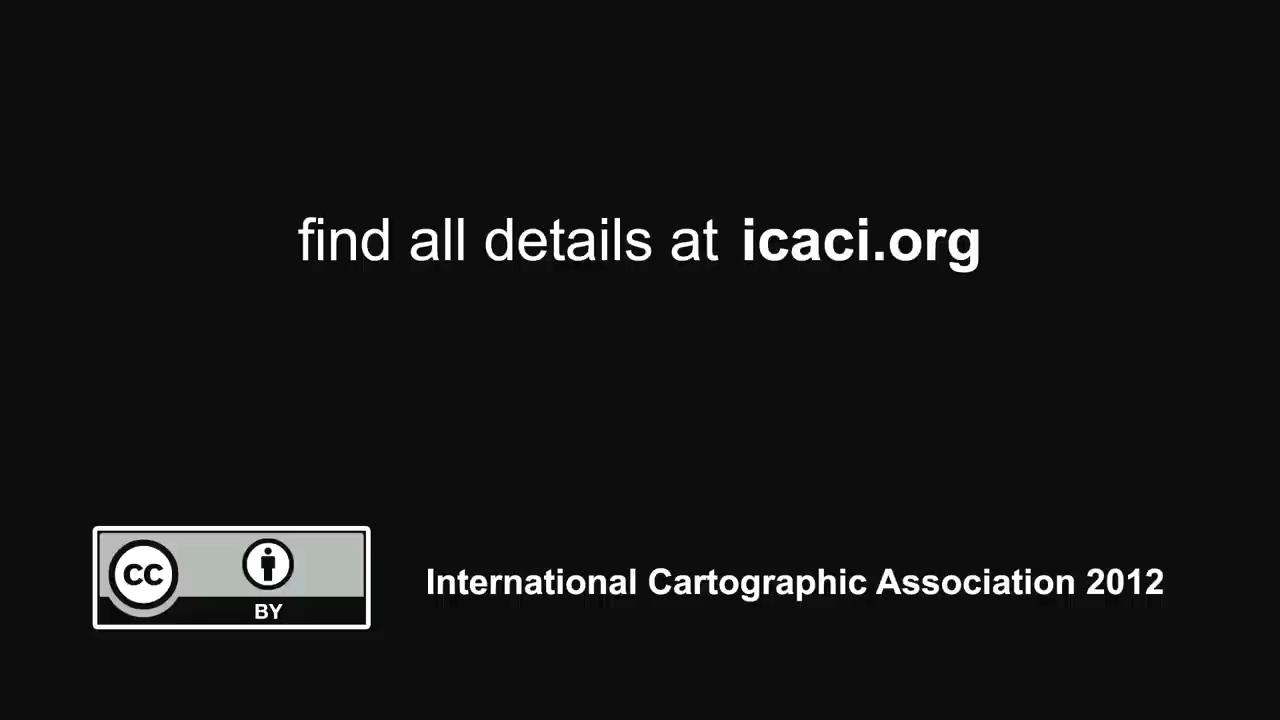 find all details at icaci.org
CC
BY
International Cartographic Association 2012